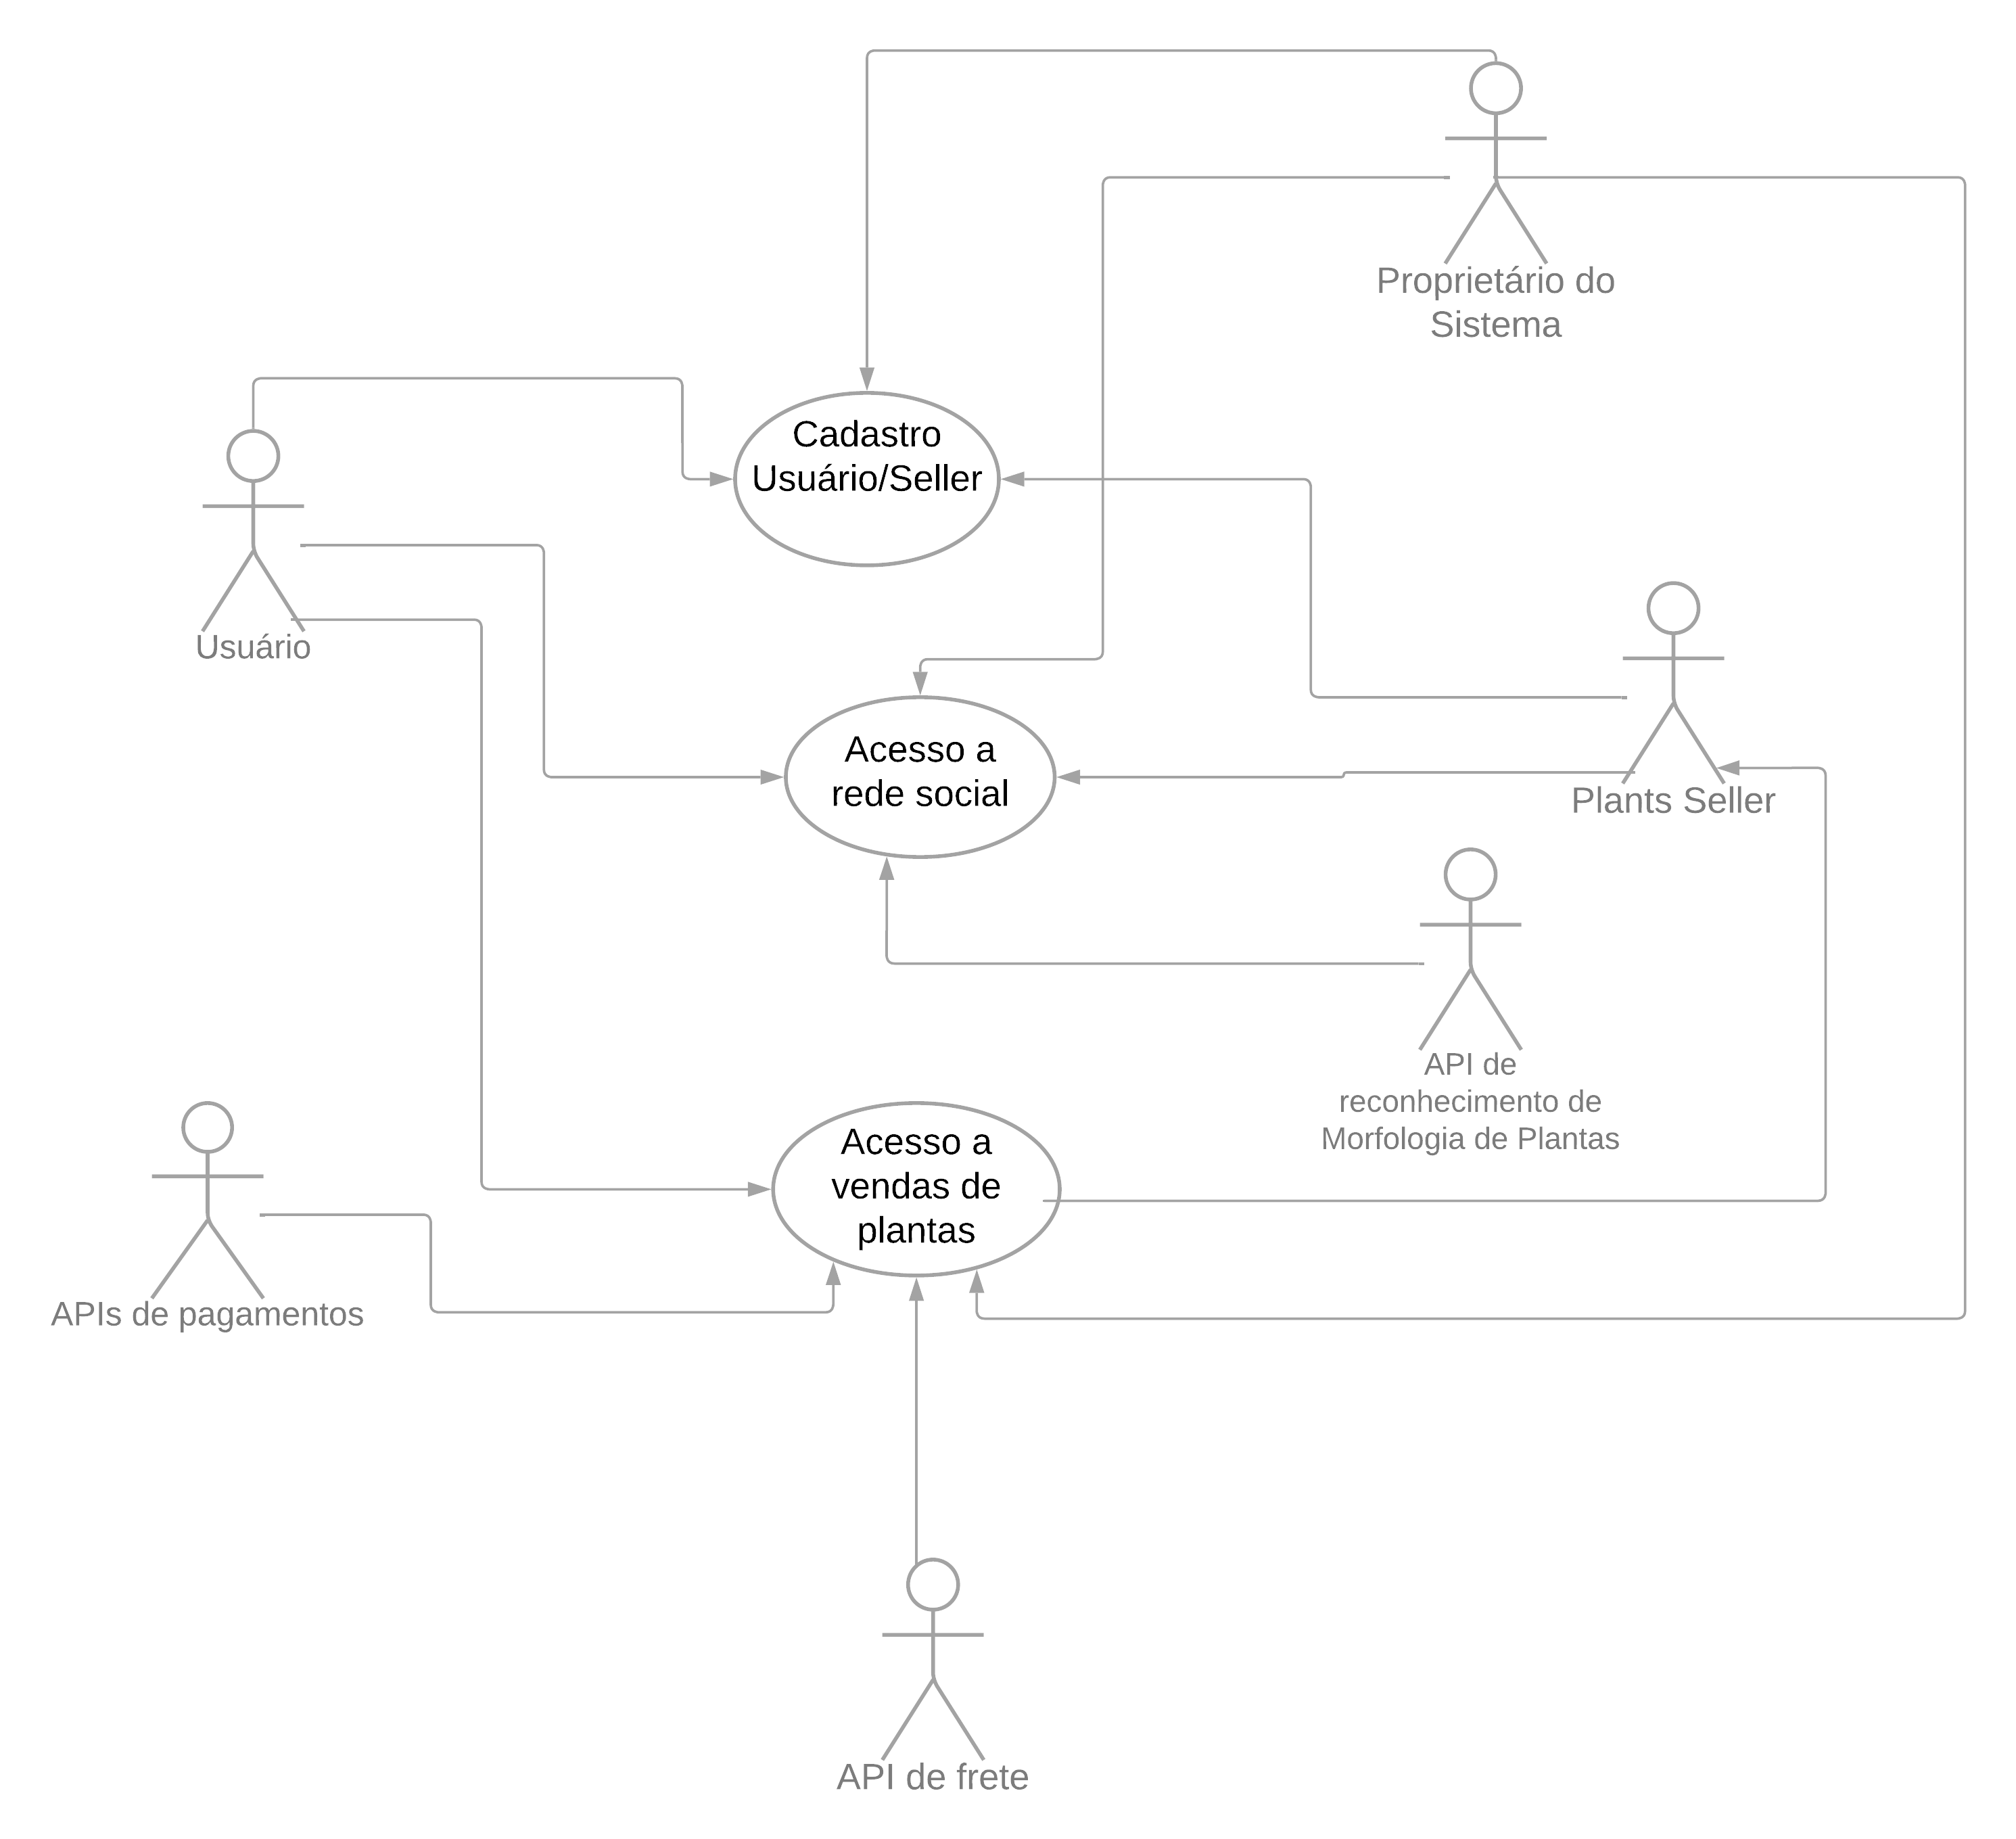 Proprietário do
Sistema
Cadastro
Usuário/Seller
Usuário
Acesso a
rede social
Plants Seller
API de
reconhecimento de
Morfologia de Plantas
Acesso a
vendas de
plantas
APIs de pagamentos
API de frete